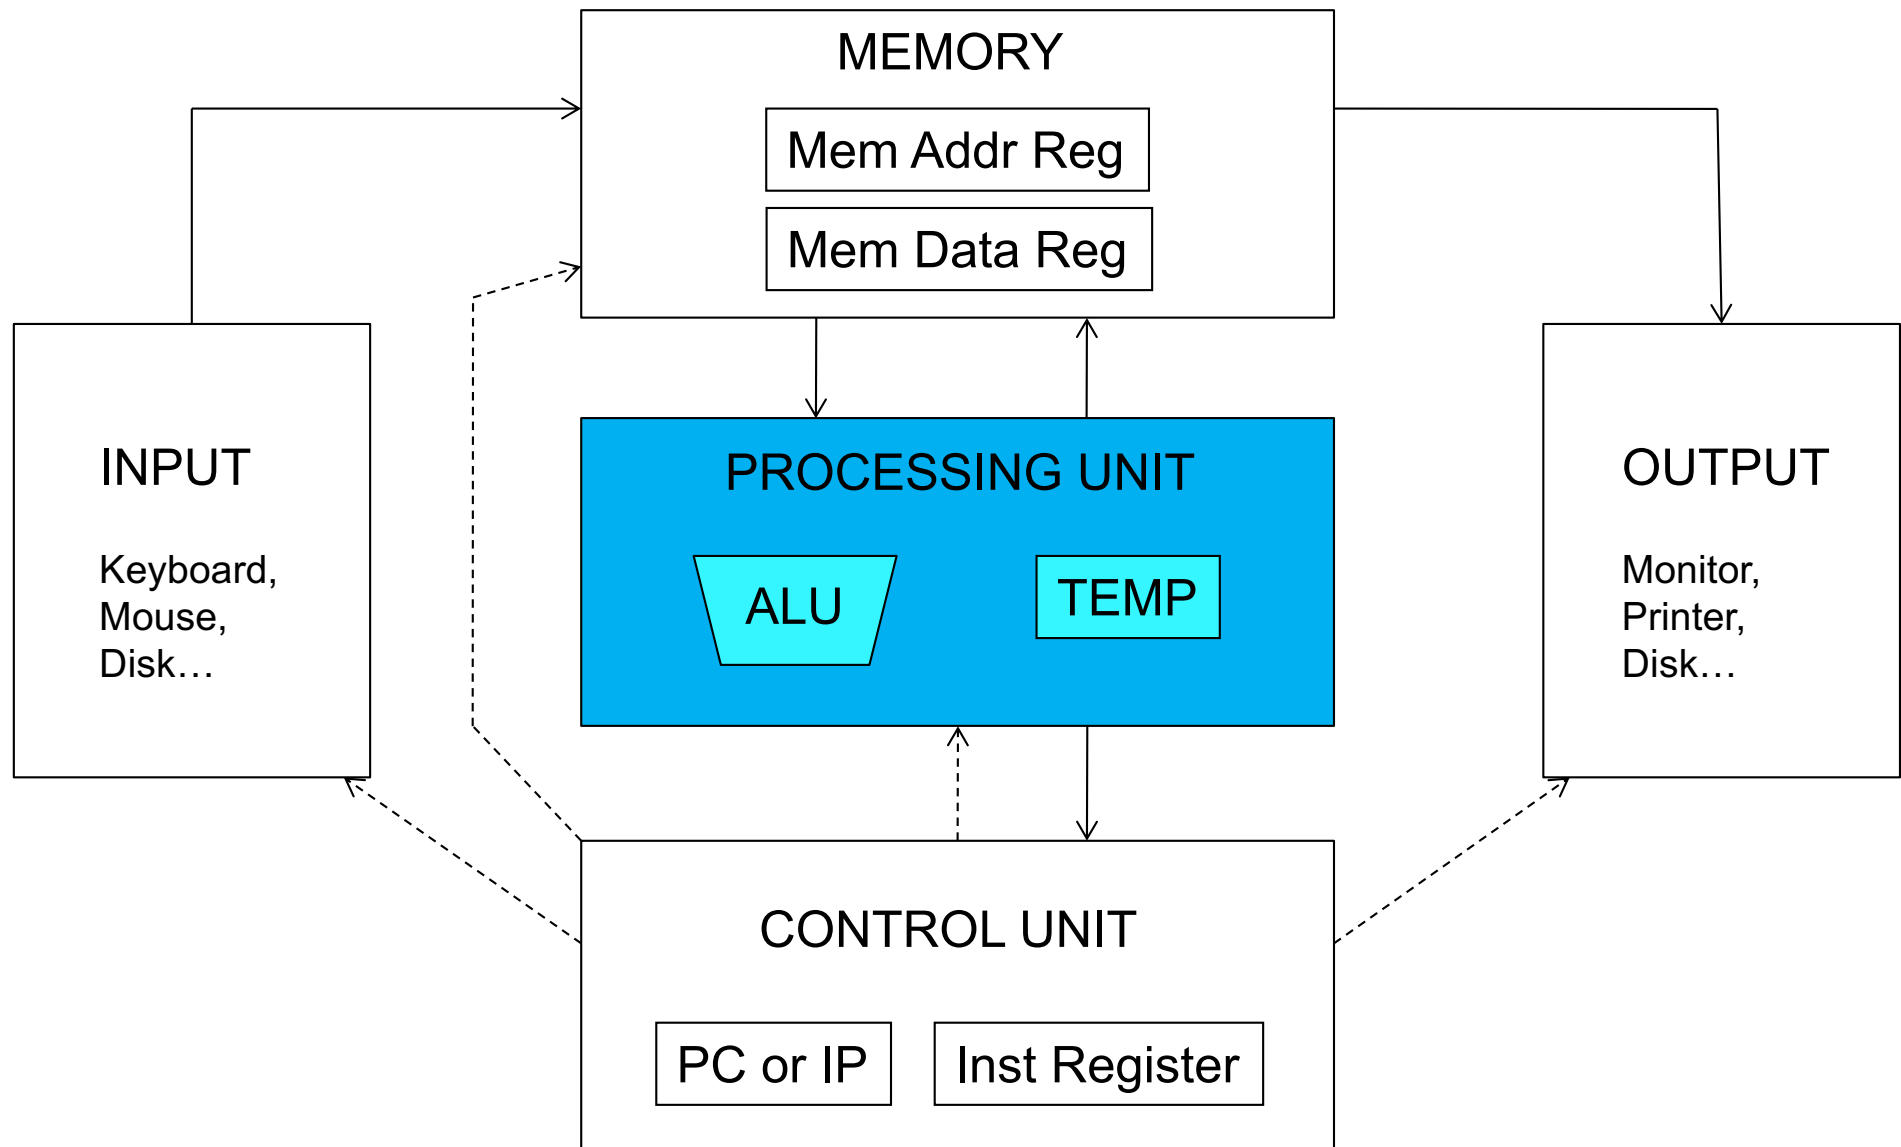 MEMORY
Mem Addr Reg
Mem Data Reg
INPUT
Keyboard,
Mouse,
Disk…
PROCESSING UNIT
ALU
TEMP
OUTPUT
Monitor,
Printer,
Disk…
CONTROL UNIT
PC or IP
Inst Register